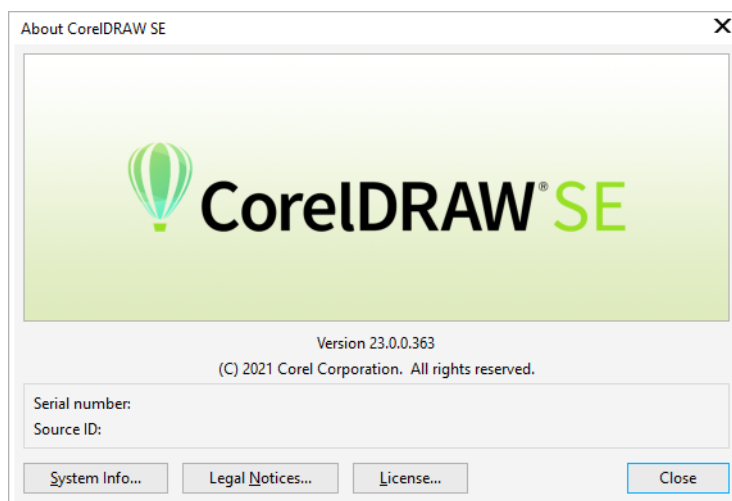 About CorelDRAW SE
CorelDRAW® SE
Version 23.0.0.363
(C) 2021 Corel Corporation.  All rights reserved.
Serial number:
Source ID:
System Info... Legal Notices... License... Close